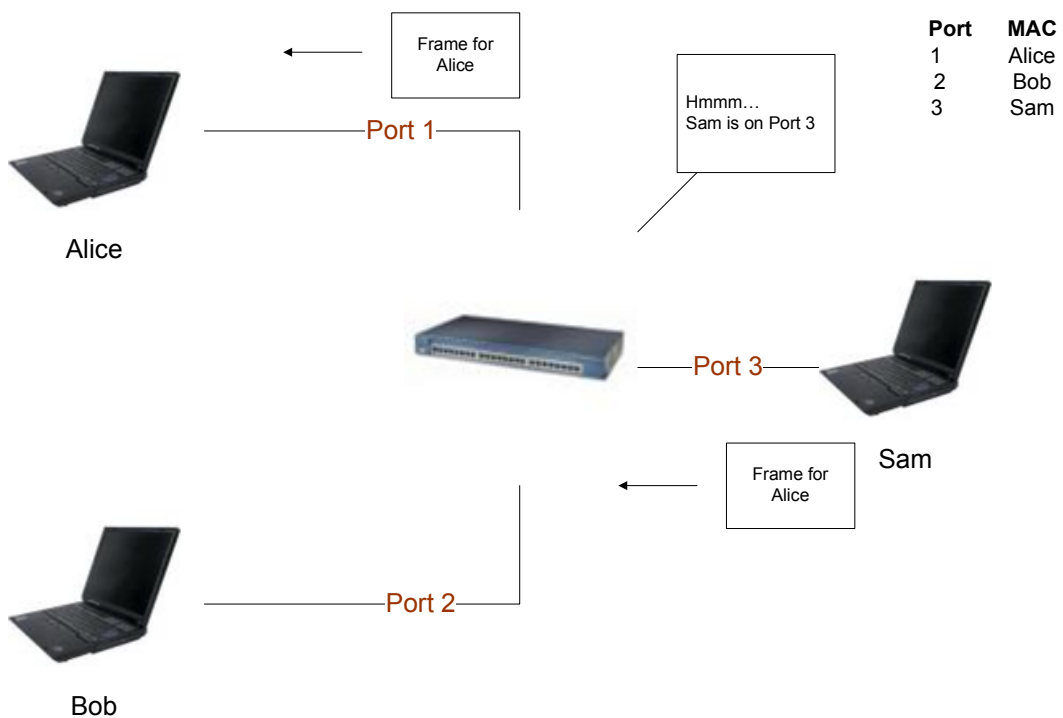 Frame for
Alice
Port MAC
1 Alice
2 Bob
3 Sam
Hmmm…
Sam is on Port 3
Port 1
Alice
Port 3
Sam
Frame for
Alice
Port 2
Bob